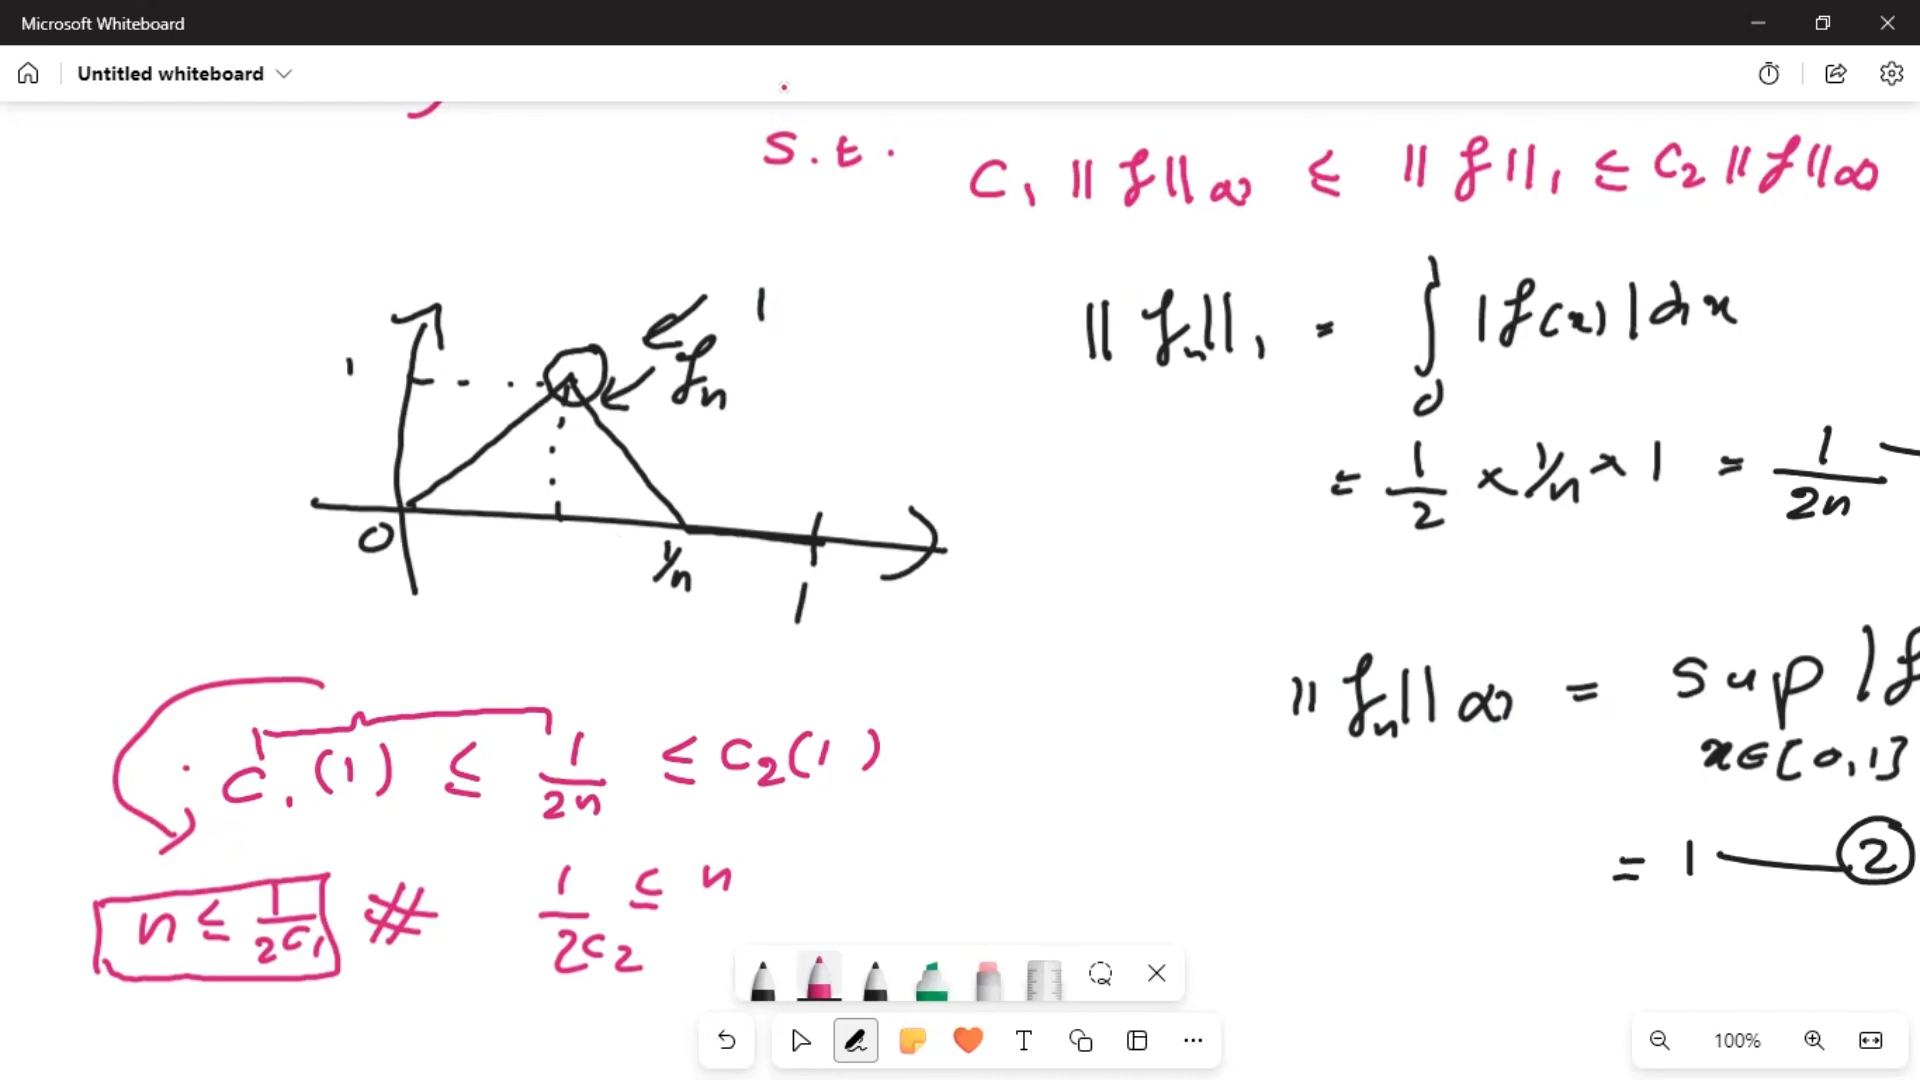 Microsoft Whiteboard
Untitled whiteboard
s.t.
C₁ ||f||∞ ≤ ||f||₁ ≤ C₂ ||f||∞
1
1
fₙ
0
1/n
1
||fₙ||₁ = ∫₀¹ |f(x)| dx
= 1/2 × 1/n × 1 = 1/2n
||fₙ||∞ = sup |f
x∈[0,1]
= 1 — ②
C₁(1) ≤ 1/2n ≤ C₂(1)
n ≤ 1/2C₁ # 1/2C₂ ≤ n
100%